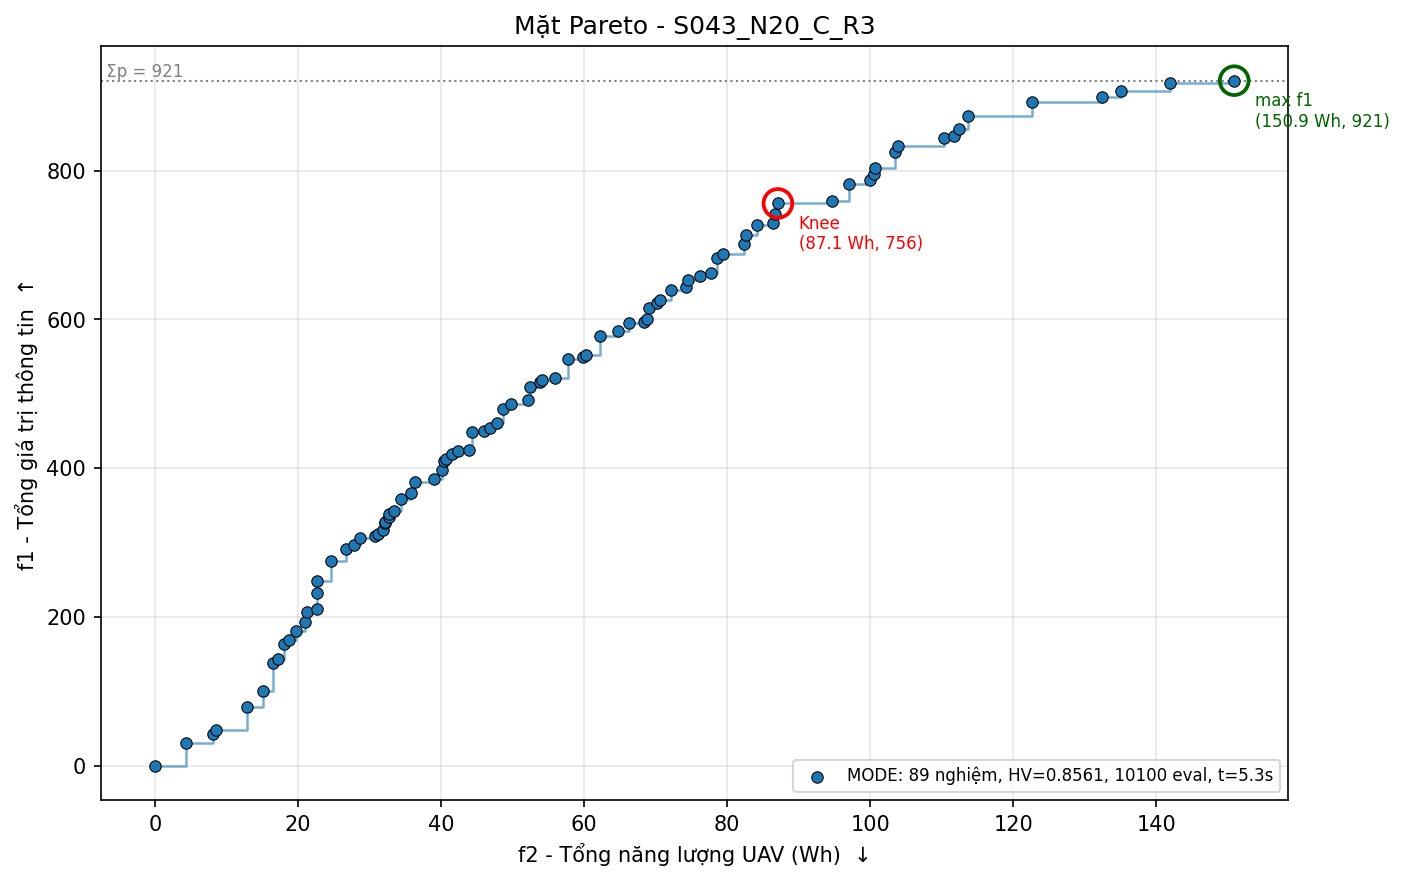 Mặt Pareto - S043_N20_C_R3
Σp = 921
max f1
(150.9 Wh, 921)
Knee
(87.1 Wh, 756)
800
600
400
200
0
f1 - Tổng giá trị thông tin ↑
MODE: 89 nghiệm, HV=0.8561, 10100 eval, t=5.3s
0 20 40 60 80 100 120 140
f2 - Tổng năng lượng UAV (Wh) ↓